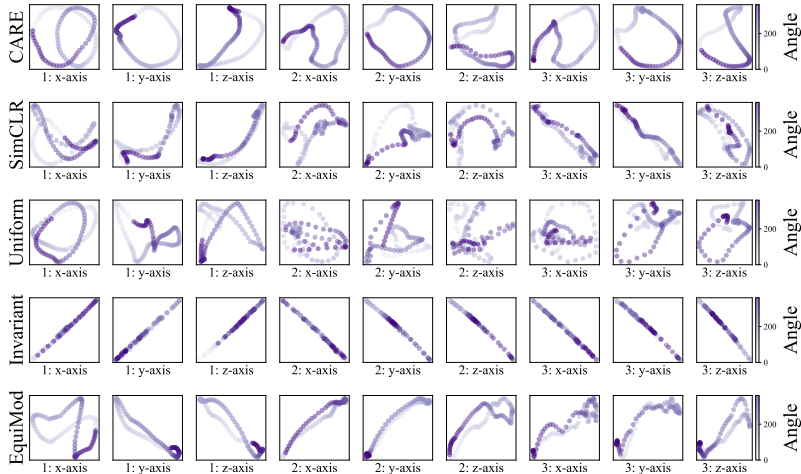 CARE
1: x-axis 1: y-axis 1: z-axis 2: x-axis 2: y-axis 2: z-axis 3: x-axis 3: y-axis 3: z-axis
200
0
Angle
SimCLR
1: x-axis 1: y-axis 1: z-axis 2: x-axis 2: y-axis 2: z-axis 3: x-axis 3: y-axis 3: z-axis
200
0
Angle
Uniform
1: x-axis 1: y-axis 1: z-axis 2: x-axis 2: y-axis 2: z-axis 3: x-axis 3: y-axis 3: z-axis
200
0
Angle
Invariant
1: x-axis 1: y-axis 1: z-axis 2: x-axis 2: y-axis 2: z-axis 3: x-axis 3: y-axis 3: z-axis
200
0
Angle
EquiMod
1: x-axis 1: y-axis 1: z-axis 2: x-axis 2: y-axis 2: z-axis 3: x-axis 3: y-axis 3: z-axis
200
0
Angle